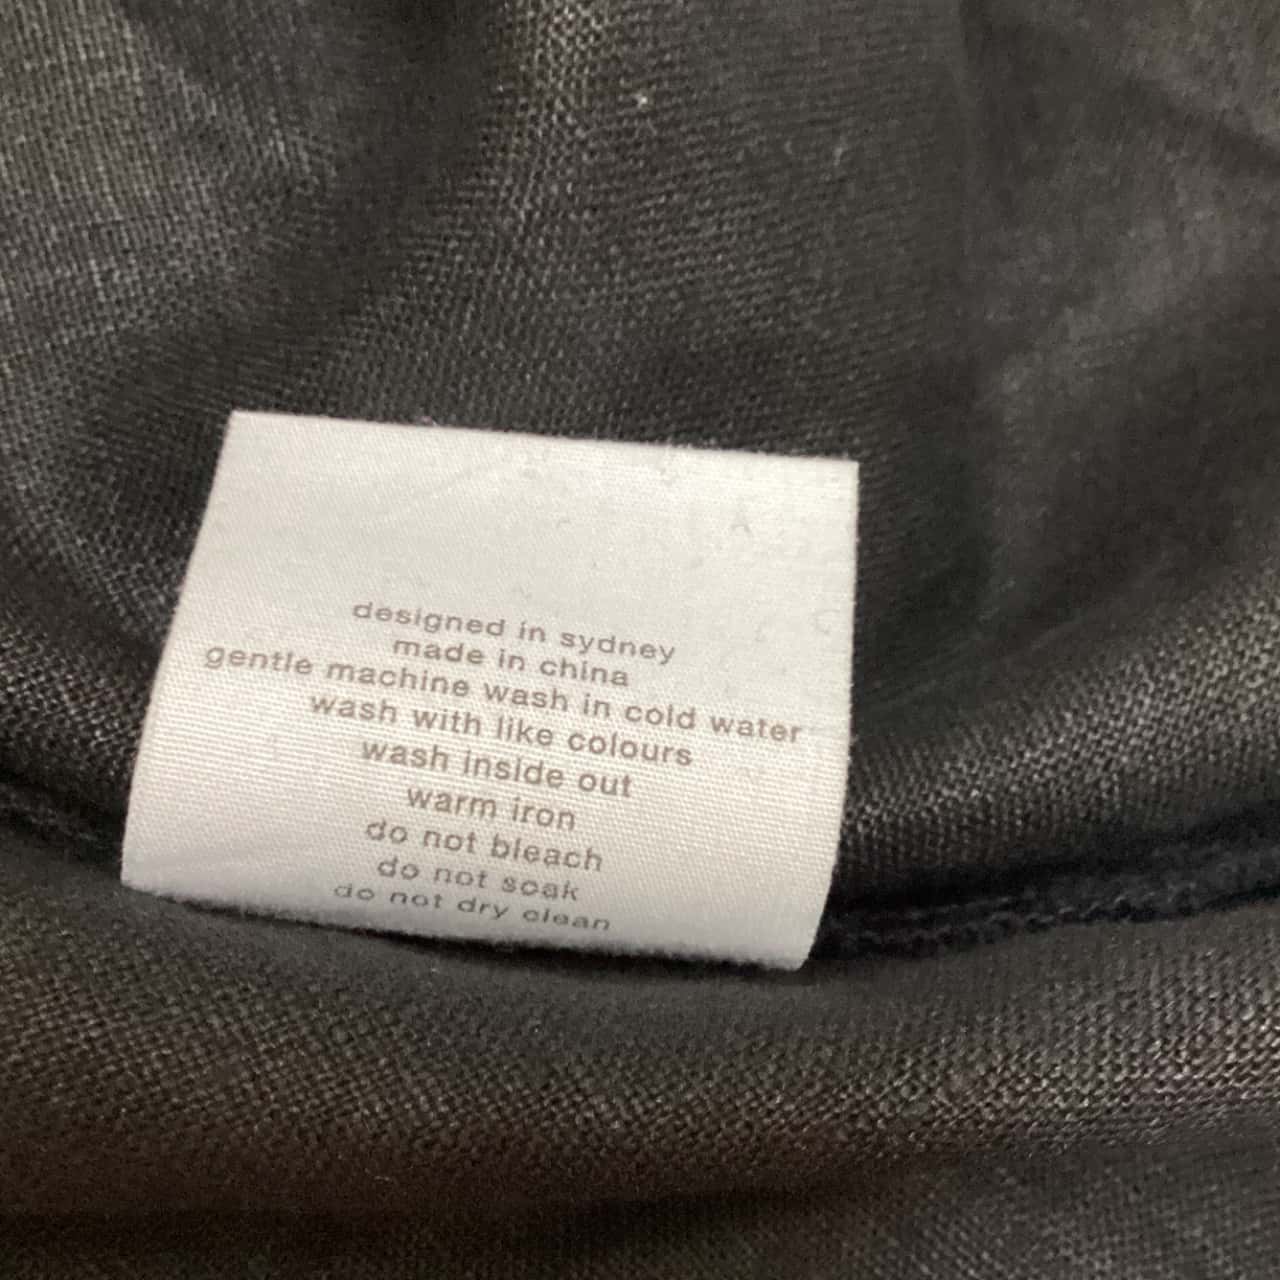 designed in sydney
made in china
gentle machine wash in cold water
wash with like colours
wash inside out
warm iron
do not bleach
do not soak
do not dry clean